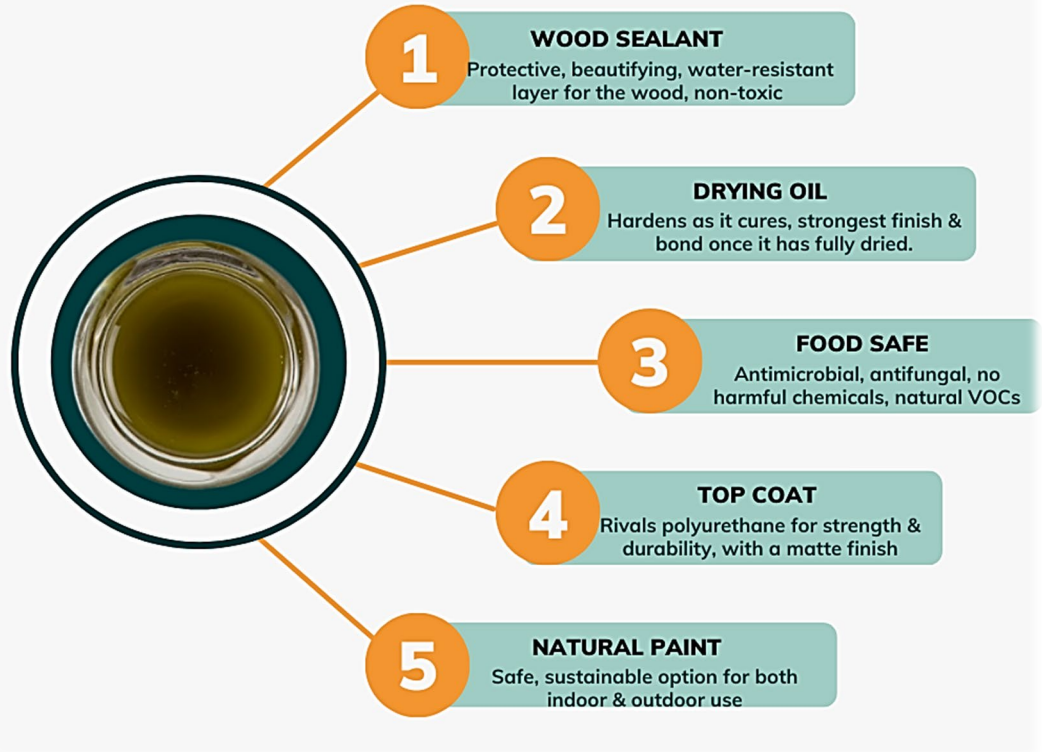 1
WOOD SEALANT
Protective, beautifying, water-resistant
layer for the wood, non-toxic
2
DRYING OIL
Hardens as it cures, strongest finish &
bond once it has fully dried.
3
FOOD SAFE
Antimicrobial, antifungal, no
harmful chemicals, natural VOCs
4
TOP COAT
Rivals polyurethane for strength &
durability, with a matte finish
5
NATURAL PAINT
Safe, sustainable option for both
indoor & outdoor use